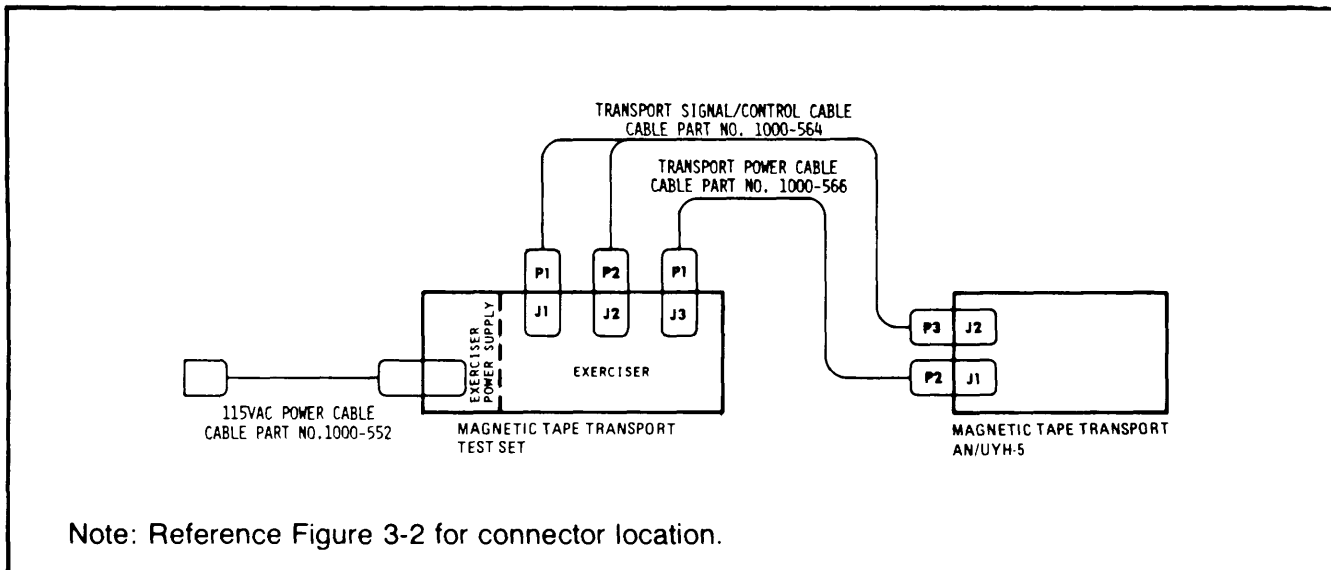 TRANSPORT SIGNAL/CONTROL CABLE
CABLE PART NO. 1000-564
TRANSPORT POWER CABLE
CABLE PART NO. 1000-566
P1
P2
P1
J1
J2
J3
EXERCISER
POWER SUPPLY
EXERCISER
P3
J2
P2
J1
115VAC POWER CABLE
CABLE PART NO.1000-552
MAGNETIC TAPE TRANSPORT
TEST SET
MAGNETIC TAPE TRANSPORT
AN/UYH-5
Note: Reference Figure 3-2 for connector location.